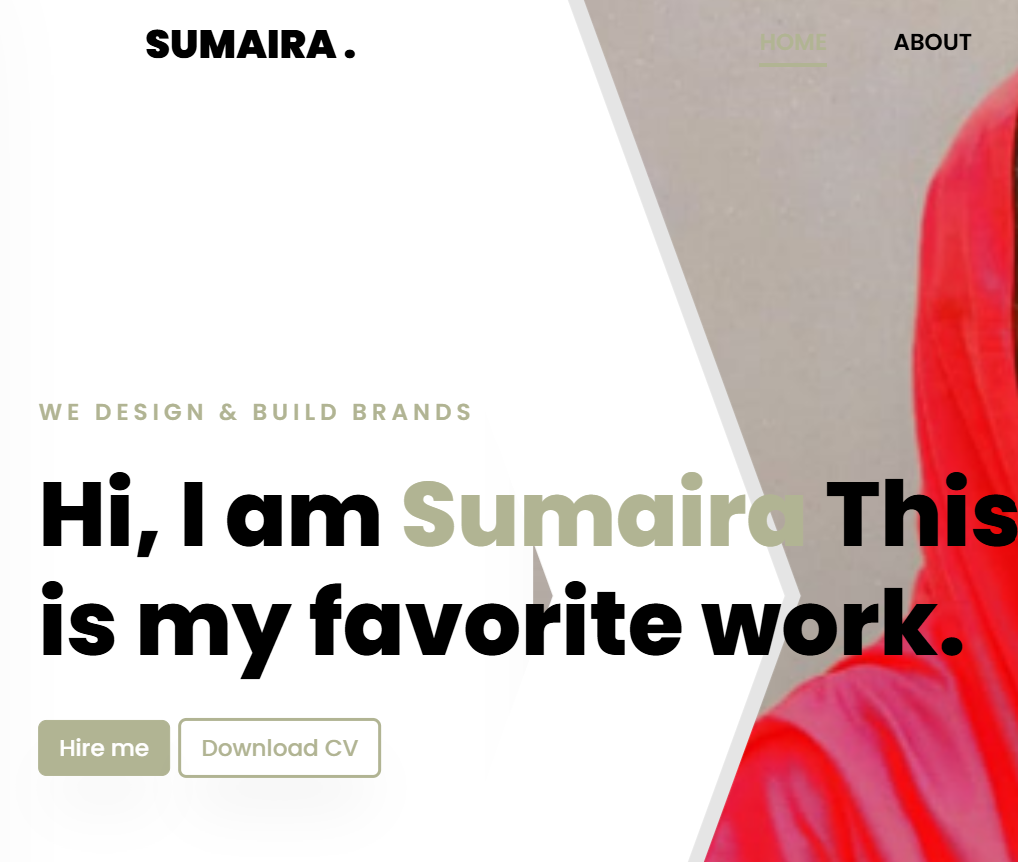 SUMAIRA .
HOME
ABOUT
WE DESIGN & BUILD BRANDS
Hi, I am Sumaira This
is my favorite work.
Hire me
Download CV